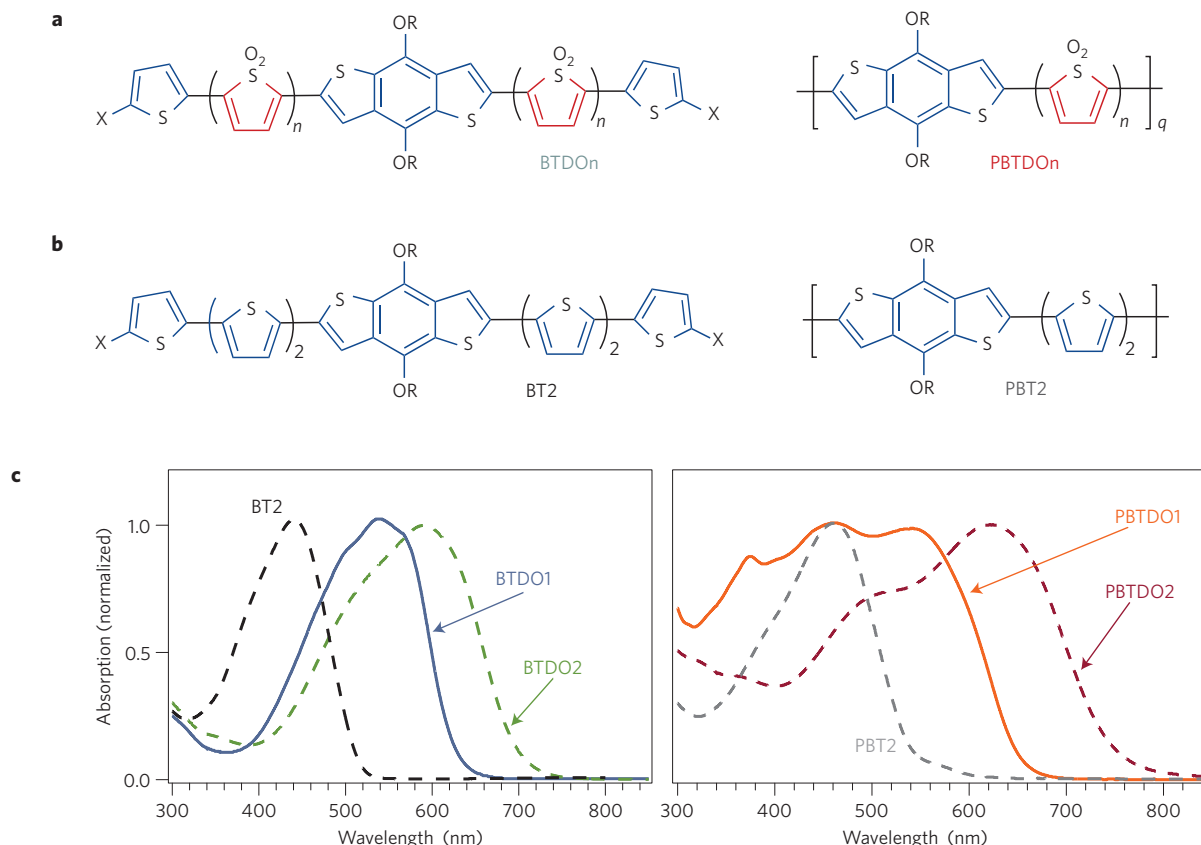 a
OR
OR
O2
O2
O2
S
S
S
S
X
S
n
S
n
S
X
S
n
q
OR
BTDOn
OR
PBTDOn
b
OR
OR
S
S
S
S
S
X
S
2
S
2
S
X
S
2
OR
BT2
OR
PBT2
c
BT2
PBTDO1
1.0
BTDO1
PBTDO2
Absorption (normalized)
0.5
BTDO2
PBT2
0.0
300 400 500 600 700 800
300 400 500 600 700 800
Wavelength (nm)
Wavelength (nm)